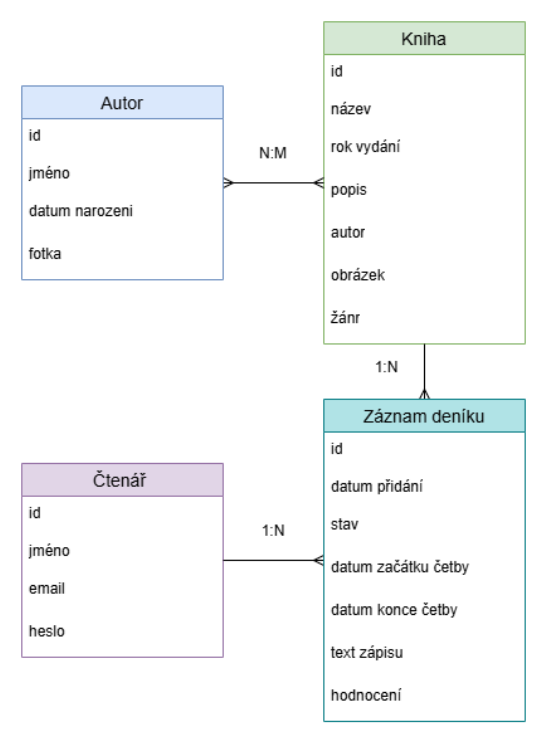 Kniha
id
název
rok vydání
popis
autor
obrázek
žánr
Autor
id
jméno
datum narozeni
fotka
N:M
1:N
Záznam deníku
id
datum přidání
stav
datum začátku četby
datum konce četby
text zápisu
hodnocení
Čtenář
id
jméno
email
heslo
1:N